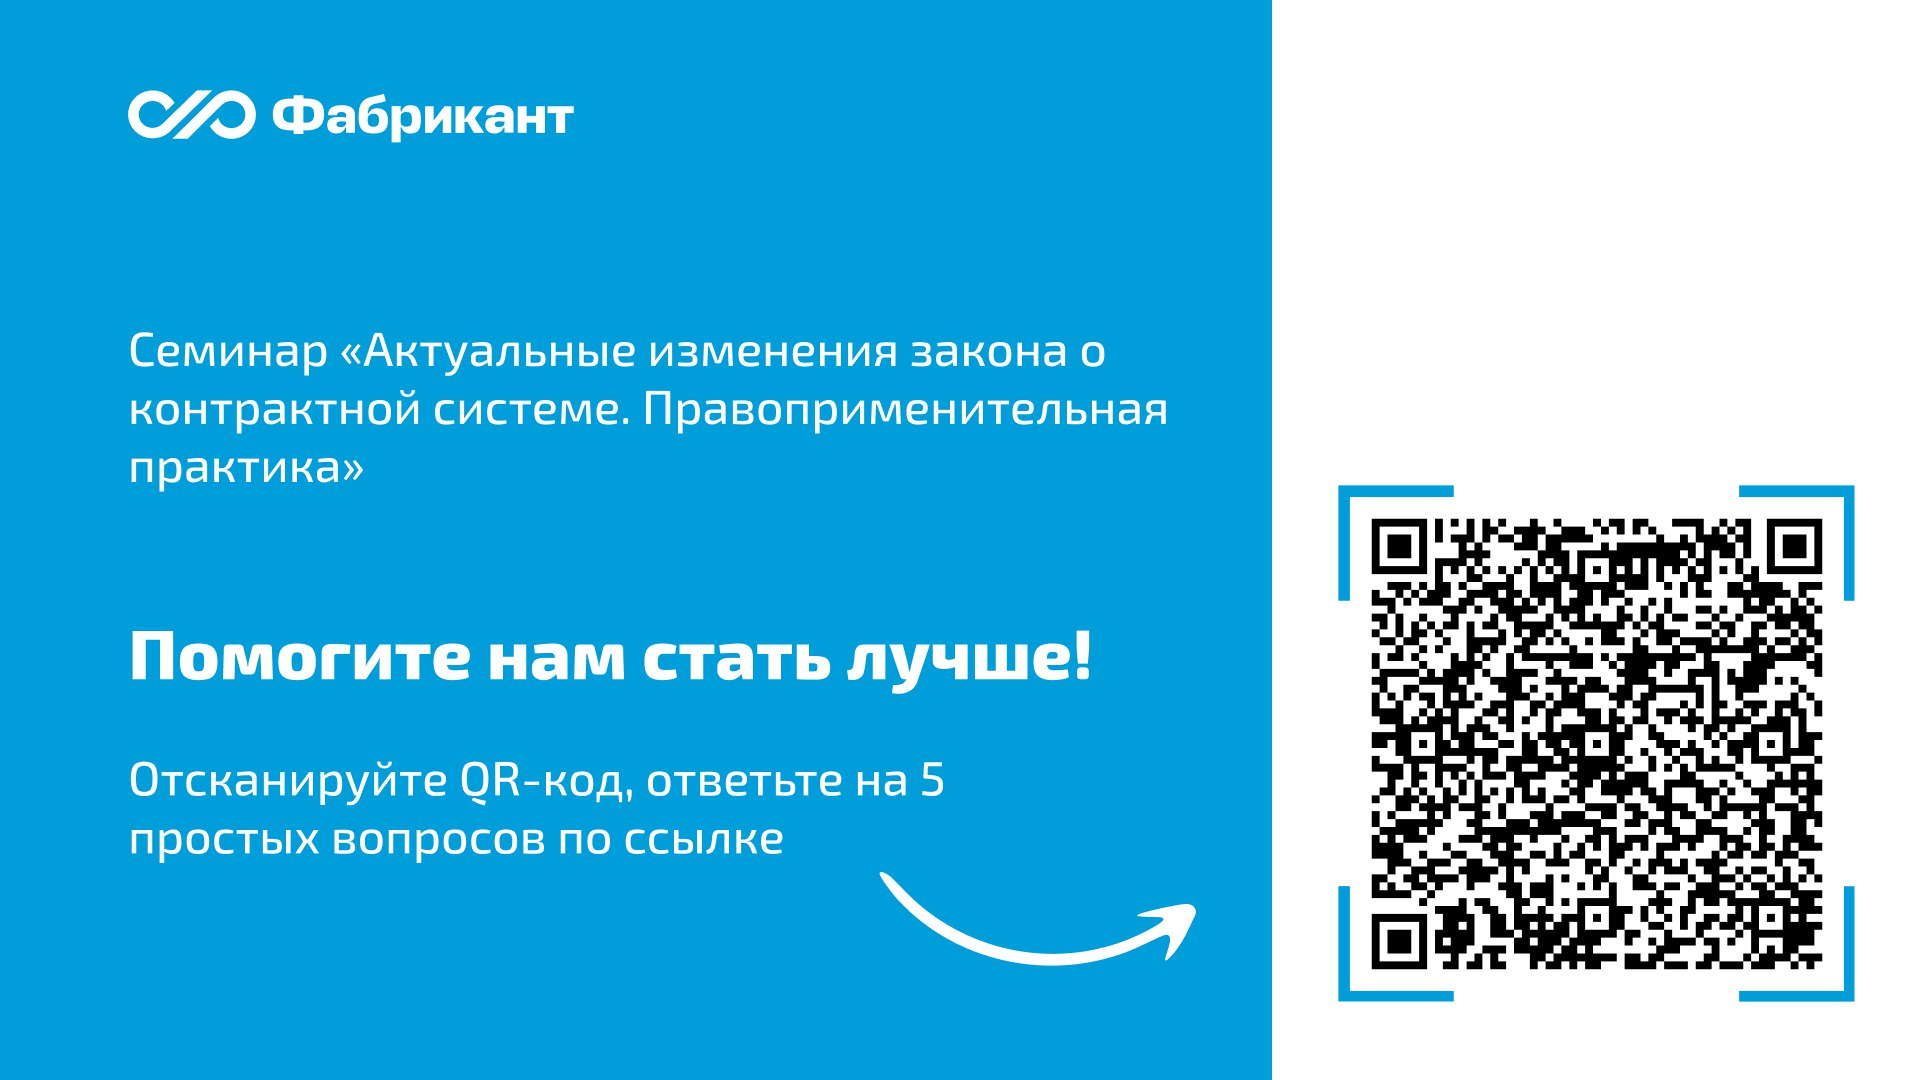 Фабрикант
Семинар «Актуальные изменения закона о
контрактной системе. Правоприменительная
практика»
Помогите нам стать лучше!
Отсканируйте QR-код, ответьте на 5
простых вопросов по ссылке